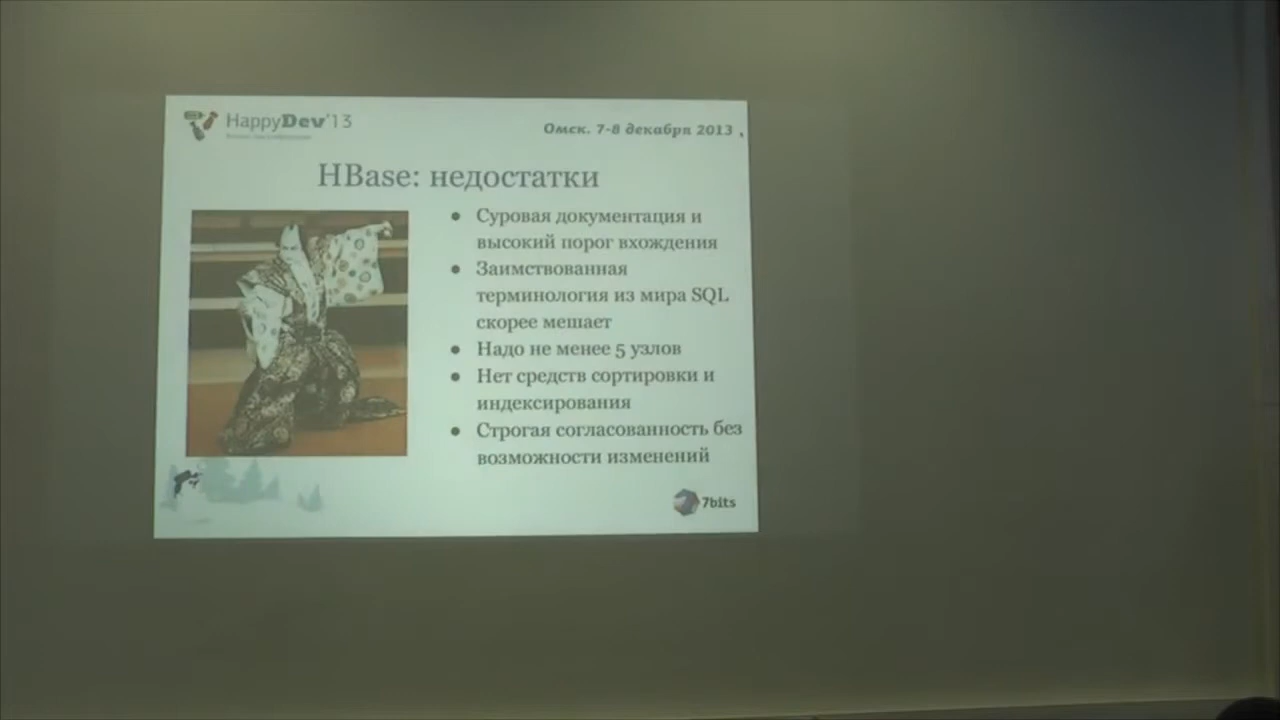 HappyDev'13
Омск. 7-8 декабря 2013
HBase: недостатки
● Суровая документация и
высокий порог вхождения
● Заимствованная
терминология из мира SQL
скорее мешает
● Надо не менее 5 узлов
● Нет средств сортировки и
индексирования
● Строгая согласованность без
возможности изменений
7bits